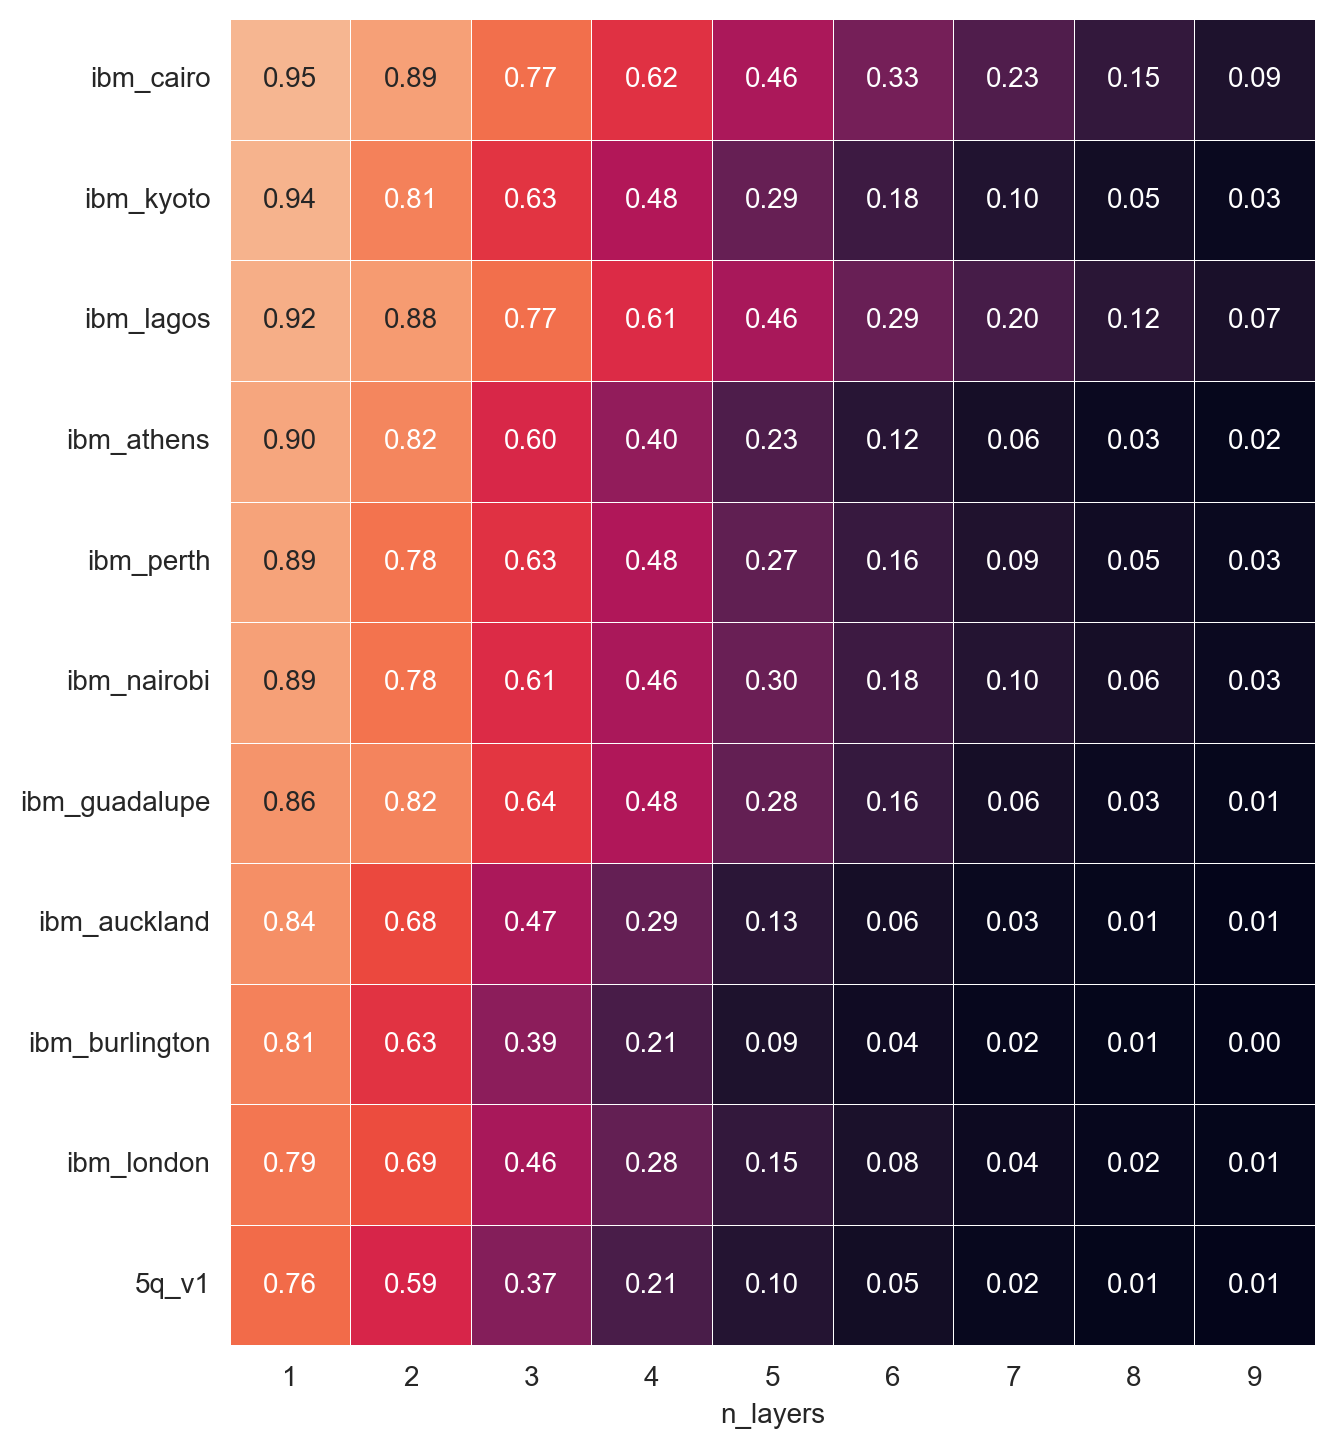 ibm_cairo 0.95 0.89 0.77 0.62 0.46 0.33 0.23 0.15 0.09
ibm_kyoto 0.94 0.81 0.63 0.48 0.29 0.18 0.10 0.05 0.03
ibm_lagos 0.92 0.88 0.77 0.61 0.46 0.29 0.20 0.12 0.07
ibm_athens 0.90 0.82 0.60 0.40 0.23 0.12 0.06 0.03 0.02
ibm_perth 0.89 0.78 0.63 0.48 0.27 0.16 0.09 0.05 0.03
ibm_nairobi 0.89 0.78 0.61 0.46 0.30 0.18 0.10 0.06 0.03
ibm_guadalupe 0.86 0.82 0.64 0.48 0.28 0.16 0.06 0.03 0.01
ibm_auckland 0.84 0.68 0.47 0.29 0.13 0.06 0.03 0.01 0.01
ibm_burlington 0.81 0.63 0.39 0.21 0.09 0.04 0.02 0.01 0.00
ibm_london 0.79 0.69 0.46 0.28 0.15 0.08 0.04 0.02 0.01
5q_v1 0.76 0.59 0.37 0.21 0.10 0.05 0.02 0.01 0.01
1 2 3 4 5 6 7 8 9
n_layers